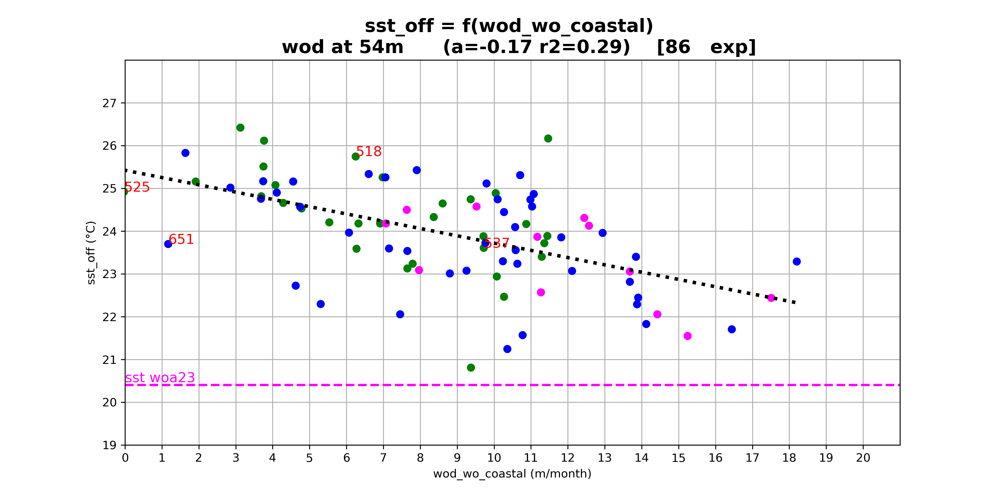 sst_off = f(wod_wo_coastal)
wod at 54m (a=-0.17 r2=0.29) [86 exp]
27
26
518
525
25
24
651
537
23
22
21
sst woa23
20
19
sst_off (°C)
0 1 2 3 4 5 6 7 8 9 10 11 12 13 14 15 16 17 18 19 20
wod_wo_coastal (m/month)